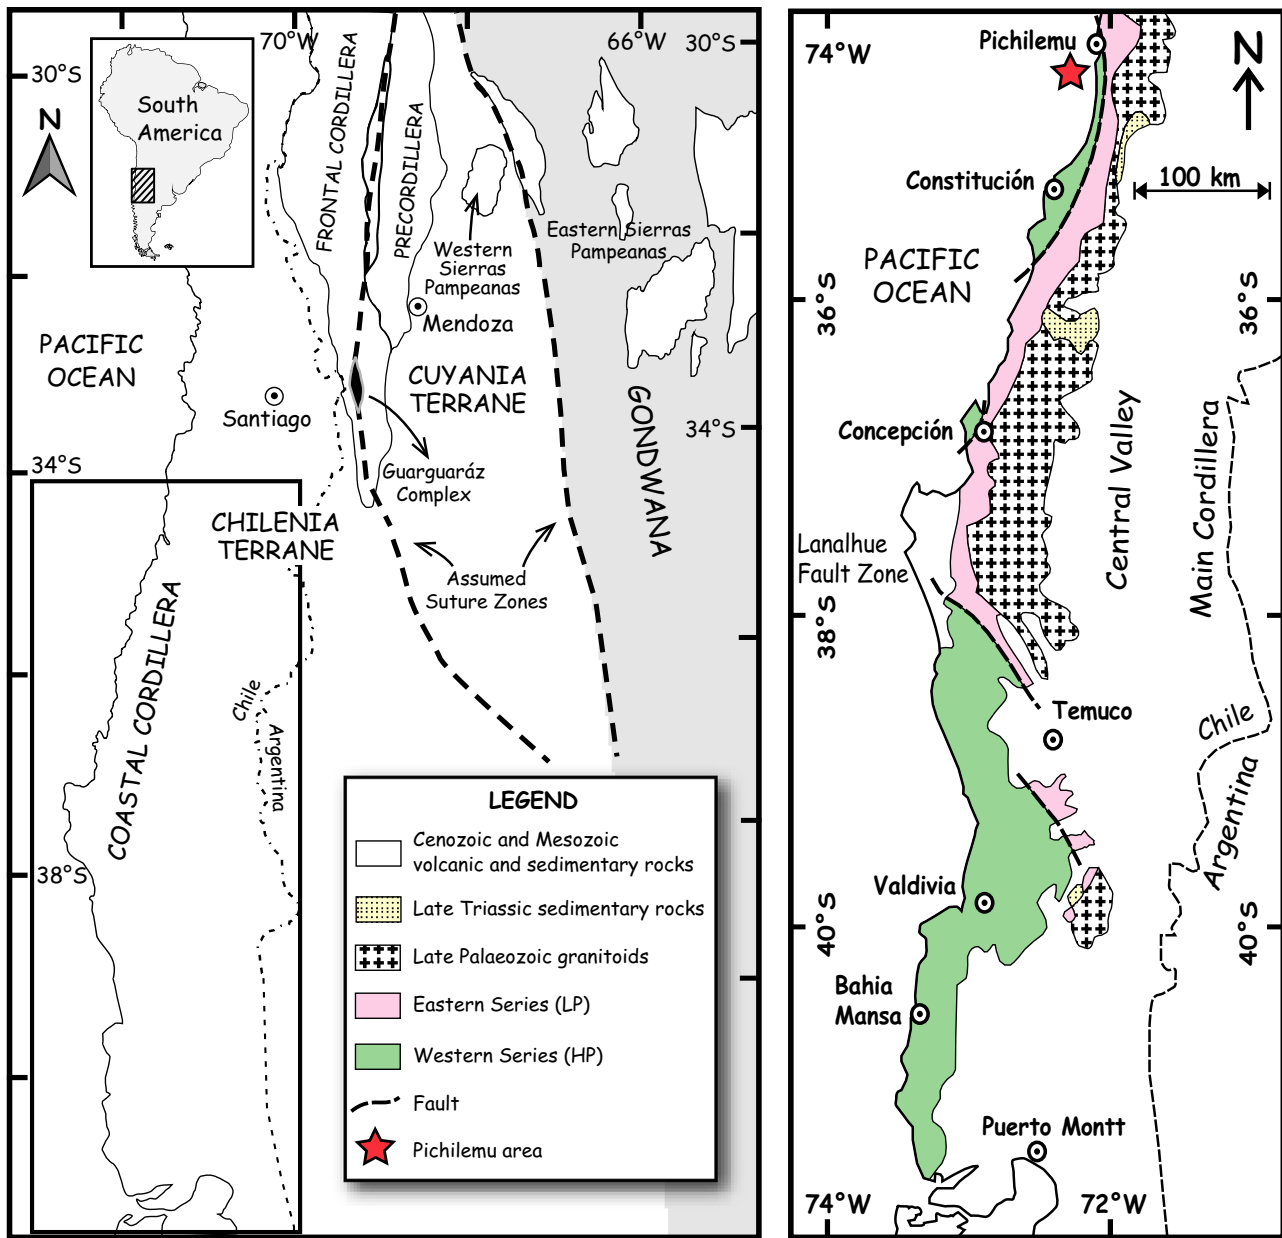 70°W
66°W
30°S
30°S
N
South
America
FRONTAL CORDILLERA
PRECORDILLERA
Western
Sierras
Pampeanas
Eastern Sierras
Pampeanas
Mendoza
PACIFIC
OCEAN
Santiago
CUYANIA
TERRANE
GONDWANA
34°S
34°S
Guarguaráz
Complex
CHILENIA
TERRANE
Assumed
Suture Zones
COASTAL CORDILLERA
Chile
Argentina
38°S
LEGEND
Cenozoic and Mesozoic
volcanic and sedimentary rocks
Late Triassic sedimentary rocks
Late Palaeozoic granitoids
Eastern Series (LP)
Western Series (HP)
Fault
Pichilemu area
74°W
Pichilemu
N
100 km
Constitución
PACIFIC
OCEAN
36°S
36°S
Concepción
Central Valley
Main Cordillera
Lanalhue
Fault Zone
38°S
Temuco
Chile
Argentina
Valdivia
40°S
40°S
Bahia
Mansa
Puerto Montt
74°W
72°W